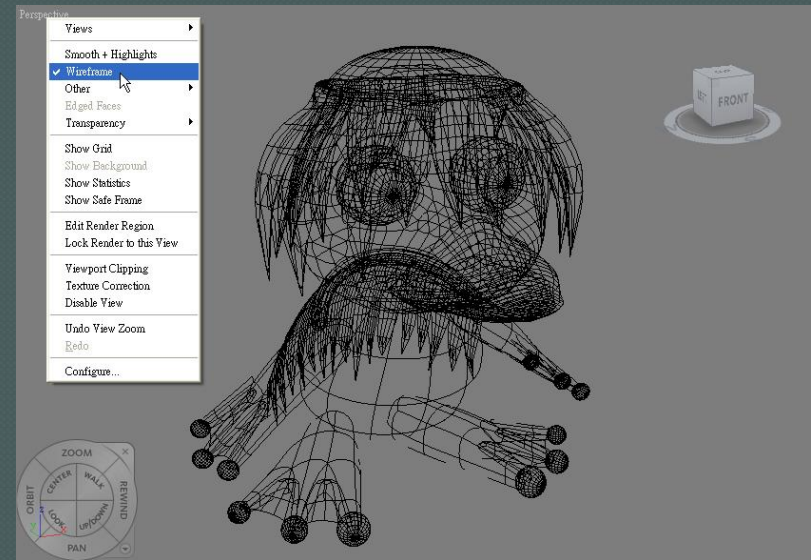 Perspective
Views
Smooth + Highlights
Wireframe
Other
Edged Faces
Transparency
Show Grid
Show Background
Show Statistics
Show Safe Frame
Edit Render Region
Lock Render to this View
Viewport Clipping
Texture Correction
Disable View
Undo View Zoom
Redo
Configure...
FRONT
ZOOM
ORBIT
CENTER
WALK
REWIND
LOOK
UP/DOWN
PAN